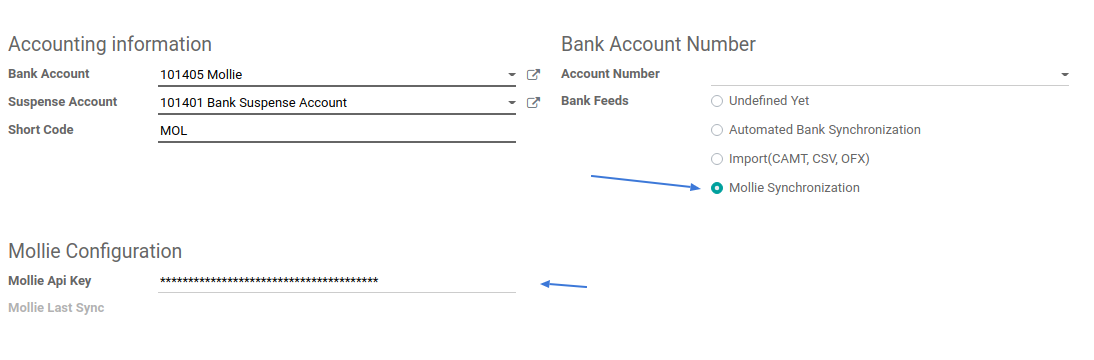 Accounting information
Bank Account 101405 Mollie
Suspense Account 101401 Bank Suspense Account
Short Code MOL
Bank Account Number
Account Number
Bank Feeds Undefined Yet
Automated Bank Synchronization
Import(CAMT, CSV, OFX)
Mollie Synchronization
Mollie Configuration
Mollie Api Key ***************************************
Mollie Last Sync